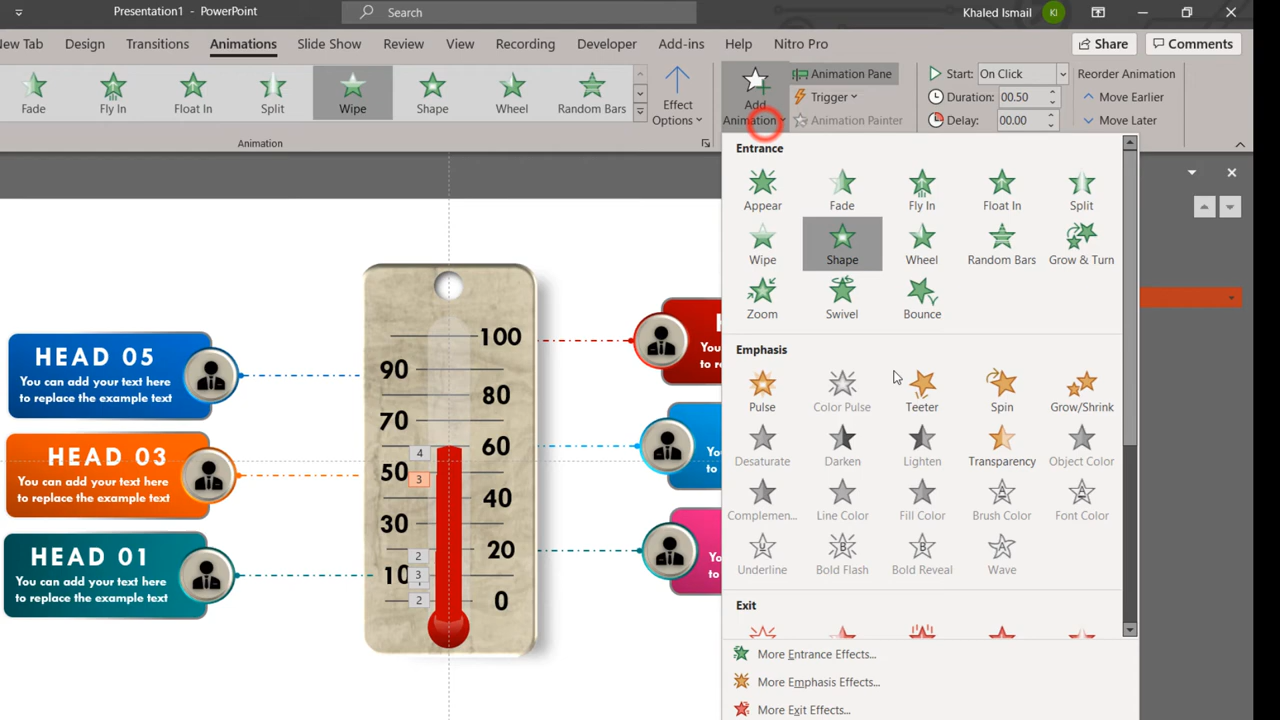 Presentation1 - PowerPoint
Search
Khaled Ismail
KI
New Tab
Design
Transitions
Animations
Slide Show
Review
View
Recording
Developer
Add-ins
Help
Nitro Pro
Share
Comments
Fade
Fly In
Float In
Split
Wipe
Shape
Wheel
Random Bars
Effect
Options
Add
Animation
Animation Pane
Trigger
Animation Painter
Start:
On Click
Duration:
00.50
Delay:
00.00
Reorder Animation
Move Earlier
Move Later
Animation
Entrance
Appear
Fade
Fly In
Float In
Split
Wipe
Shape
Wheel
Random Bars
Grow & Turn
Zoom
Swivel
Bounce
Emphasis
Pulse
Color Pulse
Teeter
Spin
Grow/Shrink
Desaturate
Darken
Lighten
Transparency
Object Color
Complemen...
Line Color
Fill Color
Brush Color
Font Color
Underline
Bold Flash
Bold Reveal
Wave
Exit
More Entrance Effects...
More Emphasis Effects...
More Exit Effects...
HEAD 05
You can add your text here
to replace the example text
HEAD 03
You can add your text here
to replace the example text
HEAD 01
You can add your text here
to replace the example text
100
90
80
70
60
50
40
30
20
10
0
4
3
2
3
2
H
You
to re